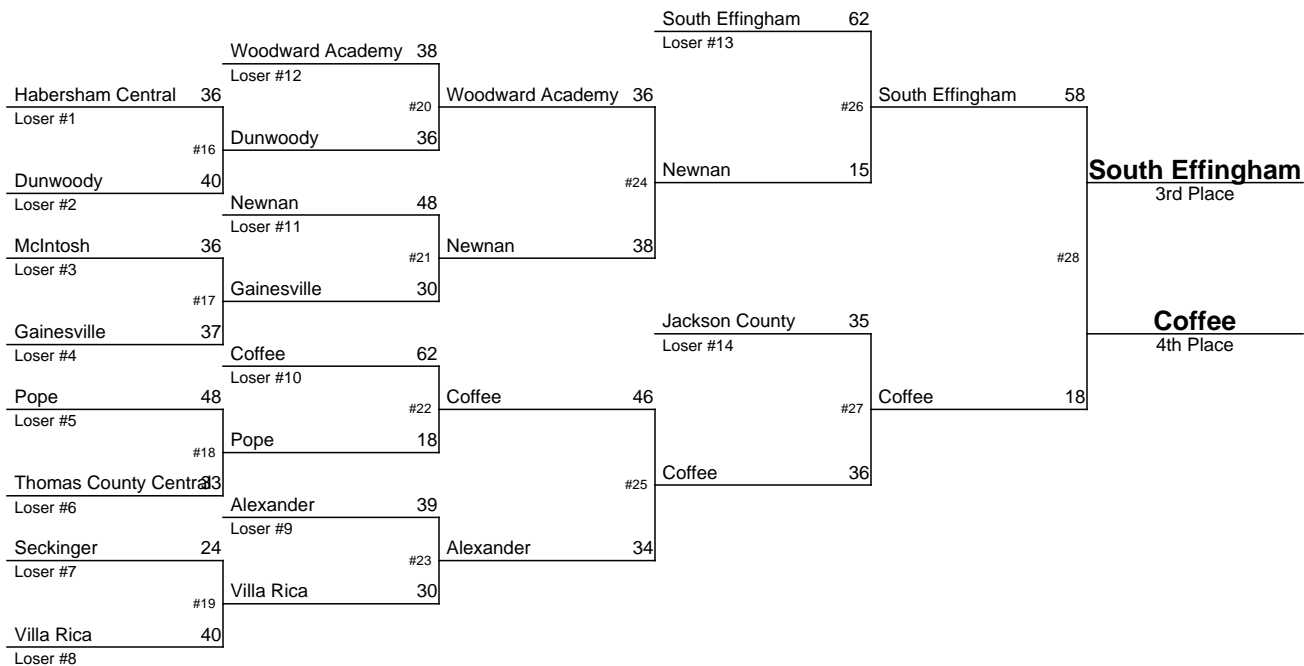 South Effingham 62
Loser #13
Woodward Academy 38
Loser #12
Habersham Central 36
Loser #1
#20
Woodward Academy 36
#26
South Effingham 58
#16
Dunwoody 36
Dunwoody 40
Loser #2
#24
Newnan 15
South Effingham
3rd Place
Newnan 48
Loser #11
McIntosh 36
Loser #3
#21
Newnan 38
#28
#17
Gainesville 30
Gainesville 37
Loser #4
Jackson County 35
Loser #14
Coffee
4th Place
Coffee 62
Loser #10
Pope 48
Loser #5
#22
Coffee 46
#27
Coffee 18
#18
Pope 18
Thomas County Central 33
Loser #6
#25
Coffee 36
Alexander 39
Loser #9
Seckinger 24
Loser #7
#23
Alexander 34
#19
Villa Rica 30
Villa Rica 40
Loser #8